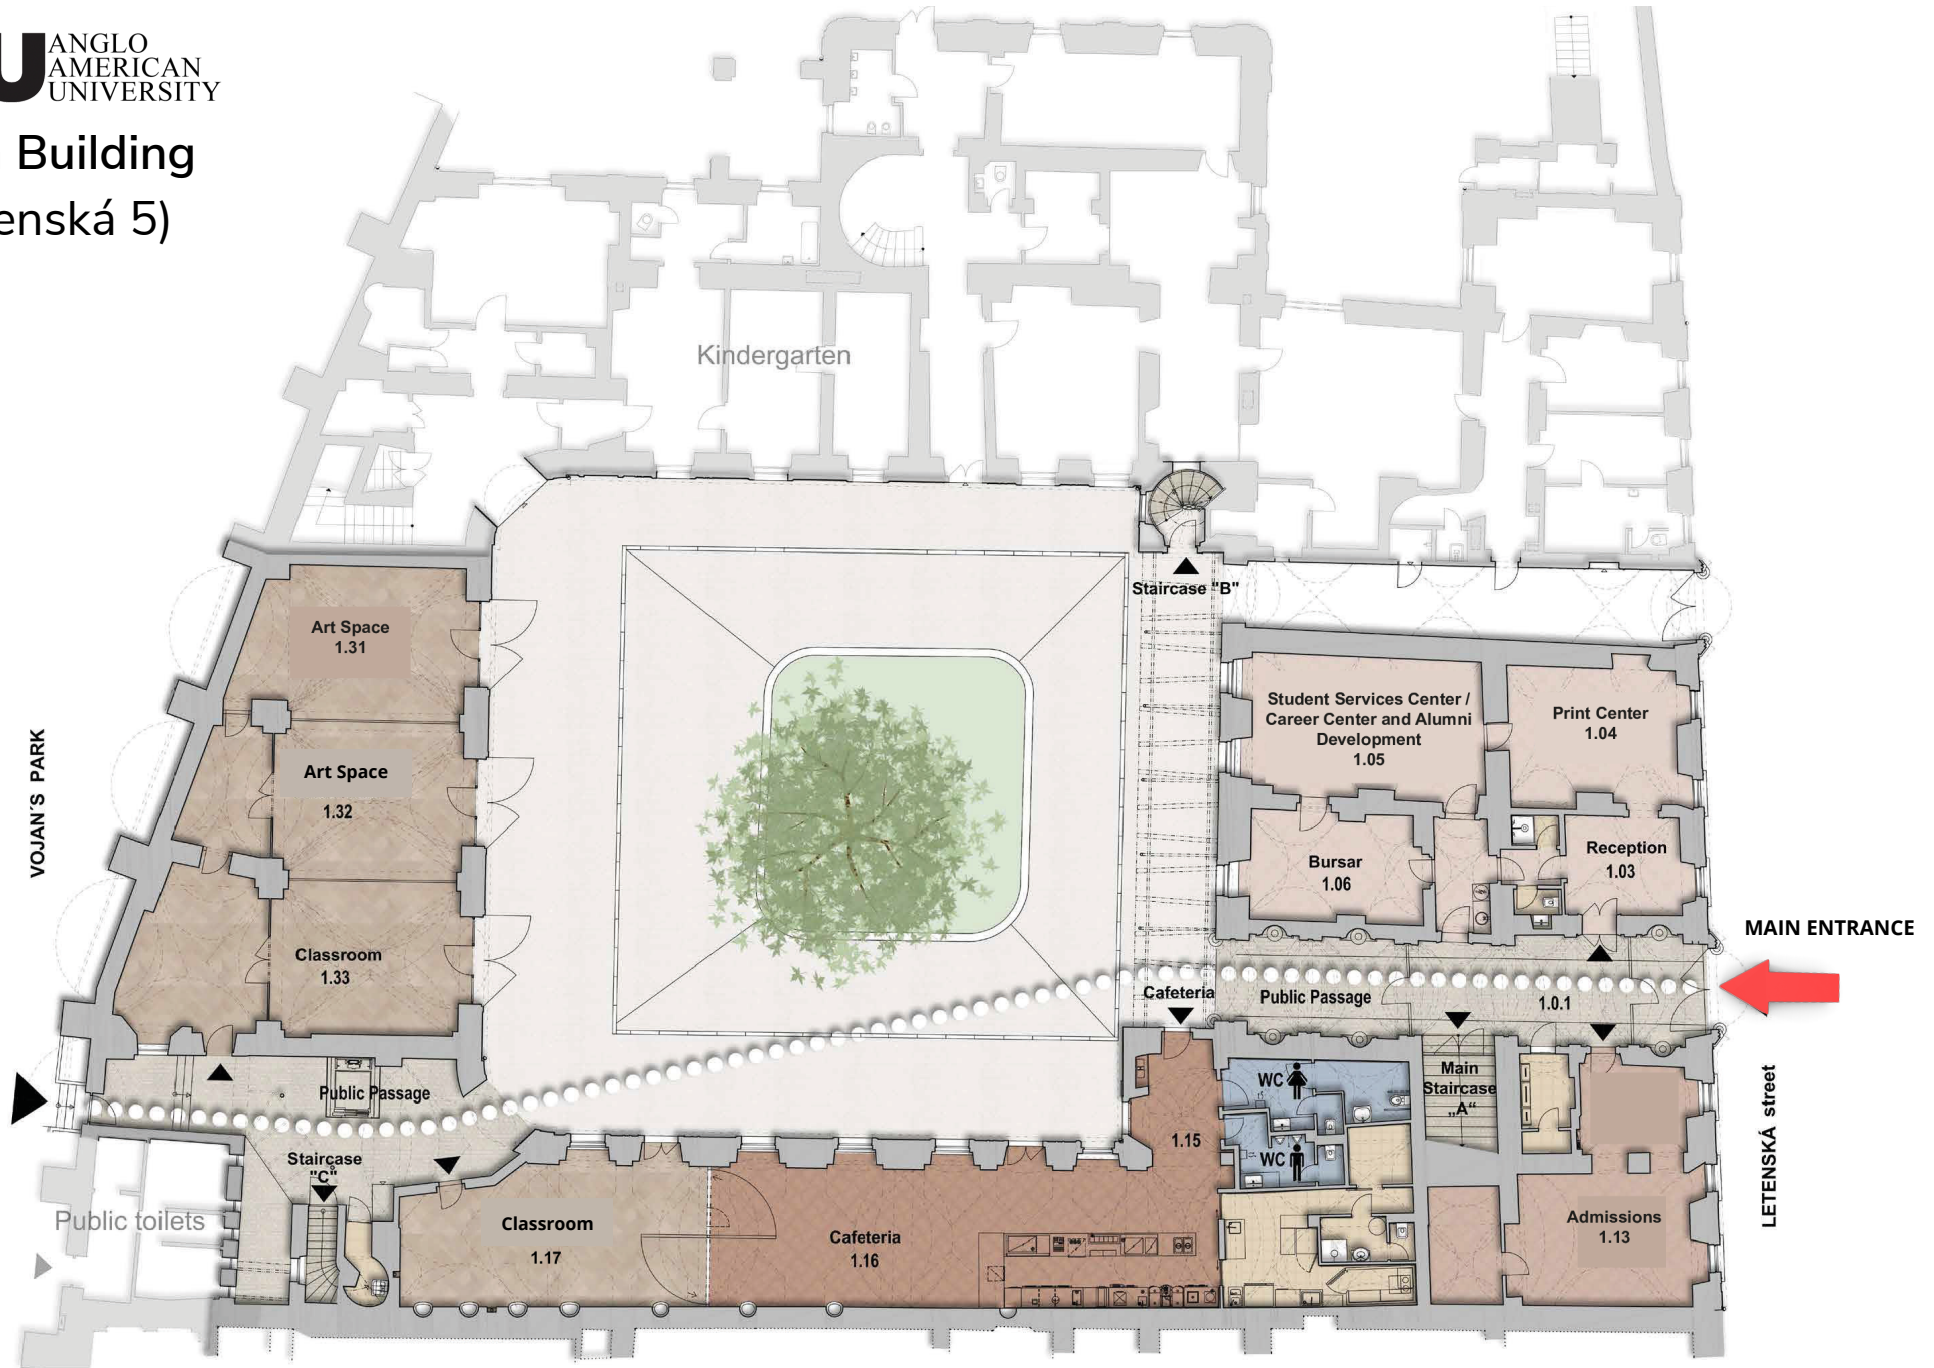 U ANGLO
AMERICAN
UNIVERSITY
Building
enská 5)
Kindergarten
Staircase "B"
Art Space
1.31
Art Space
1.32
Classroom
1.33
VOJAN'S PARK
Student Services Center /
Career Center and Alumni
Development
1.05
Print Center
1.04
Bursar
1.06
Reception
1.03
MAIN ENTRANCE
Cafeteria
Public Passage
1.0.1
Main
Staircase
„A“
LETENSKÁ street
Public Passage
Staircase
"C"
Public toilets
WC
WC
1.15
Classroom
1.17
Cafeteria
1.16
Admissions
1.13